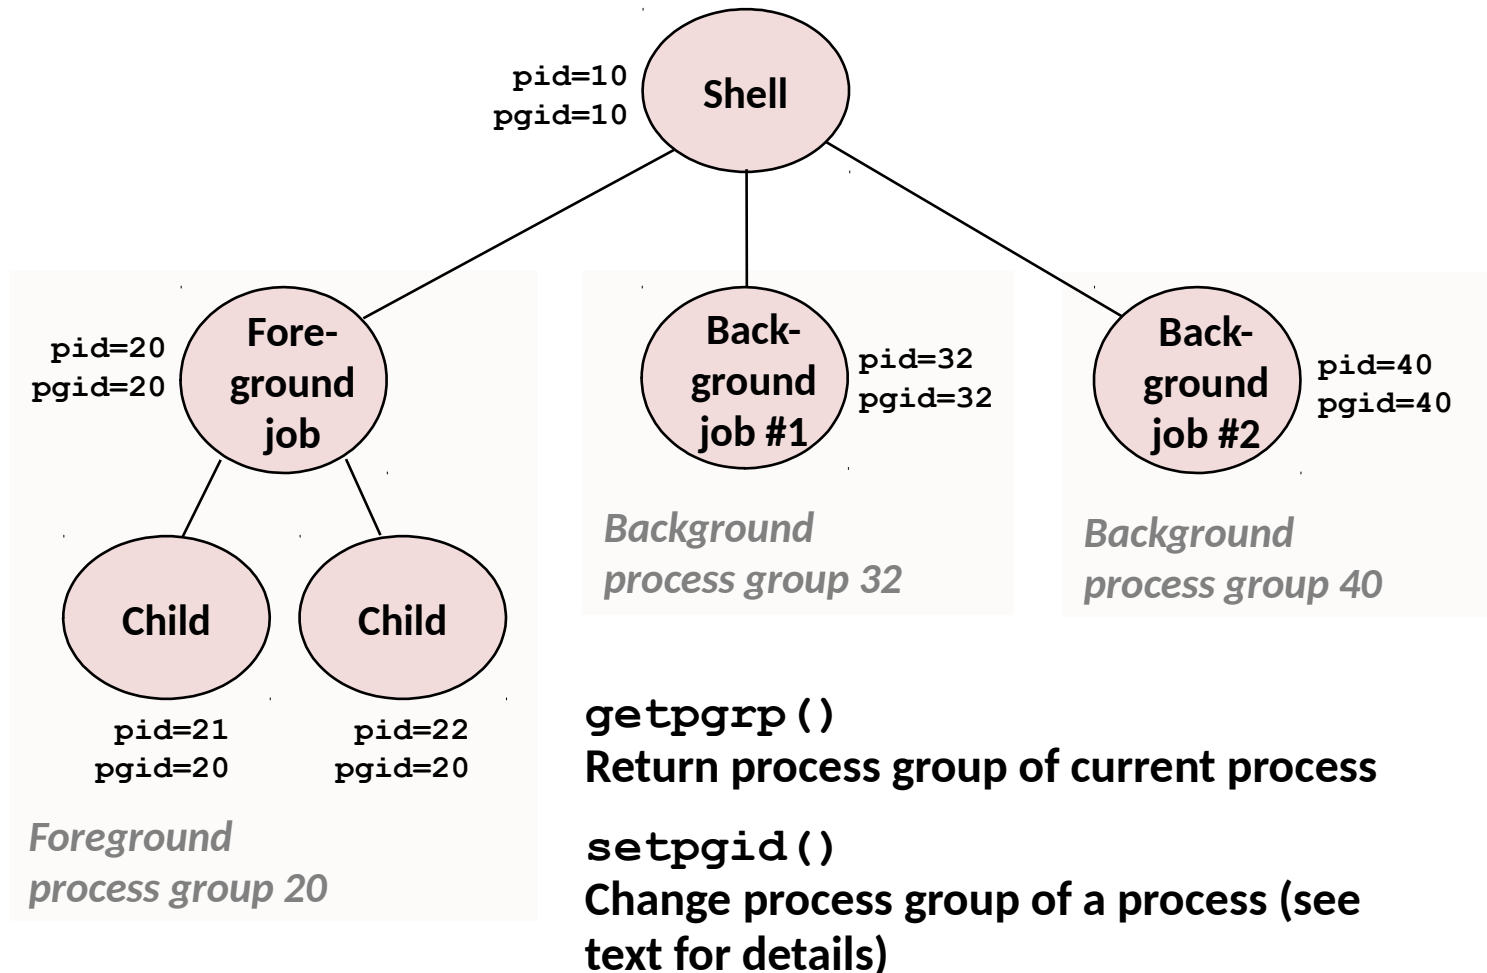 pid=10
pgid=10
Shell
pid=20
pgid=20
Fore-
ground
job
Back-
ground
job #1
pid=32
pgid=32
Back-
ground
job #2
pid=40
pgid=40
Background
process group 32
Background
process group 40
Child
Child
pid=21
pgid=20
pid=22
pgid=20
Foreground
process group 20
getpgrp()
Return process group of current process
setpgid()
Change process group of a process (see
text for details)